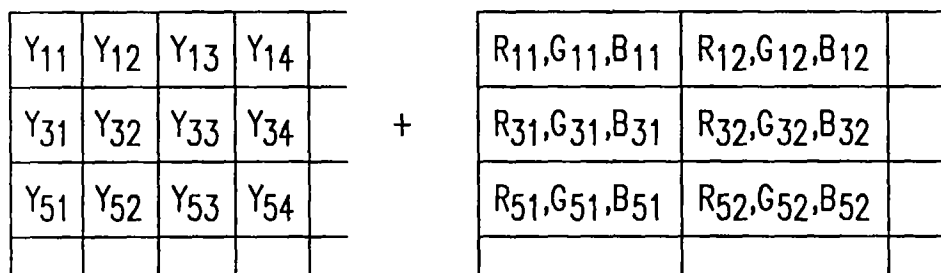 Y11 Y12 Y13 Y14 R11,G11,B11 R12,G12,B12
Y31 Y32 Y33 Y34 + R31,G31,B31 R32,G32,B32
Y51 Y52 Y53 Y54 R51,G51,B51 R52,G52,B52